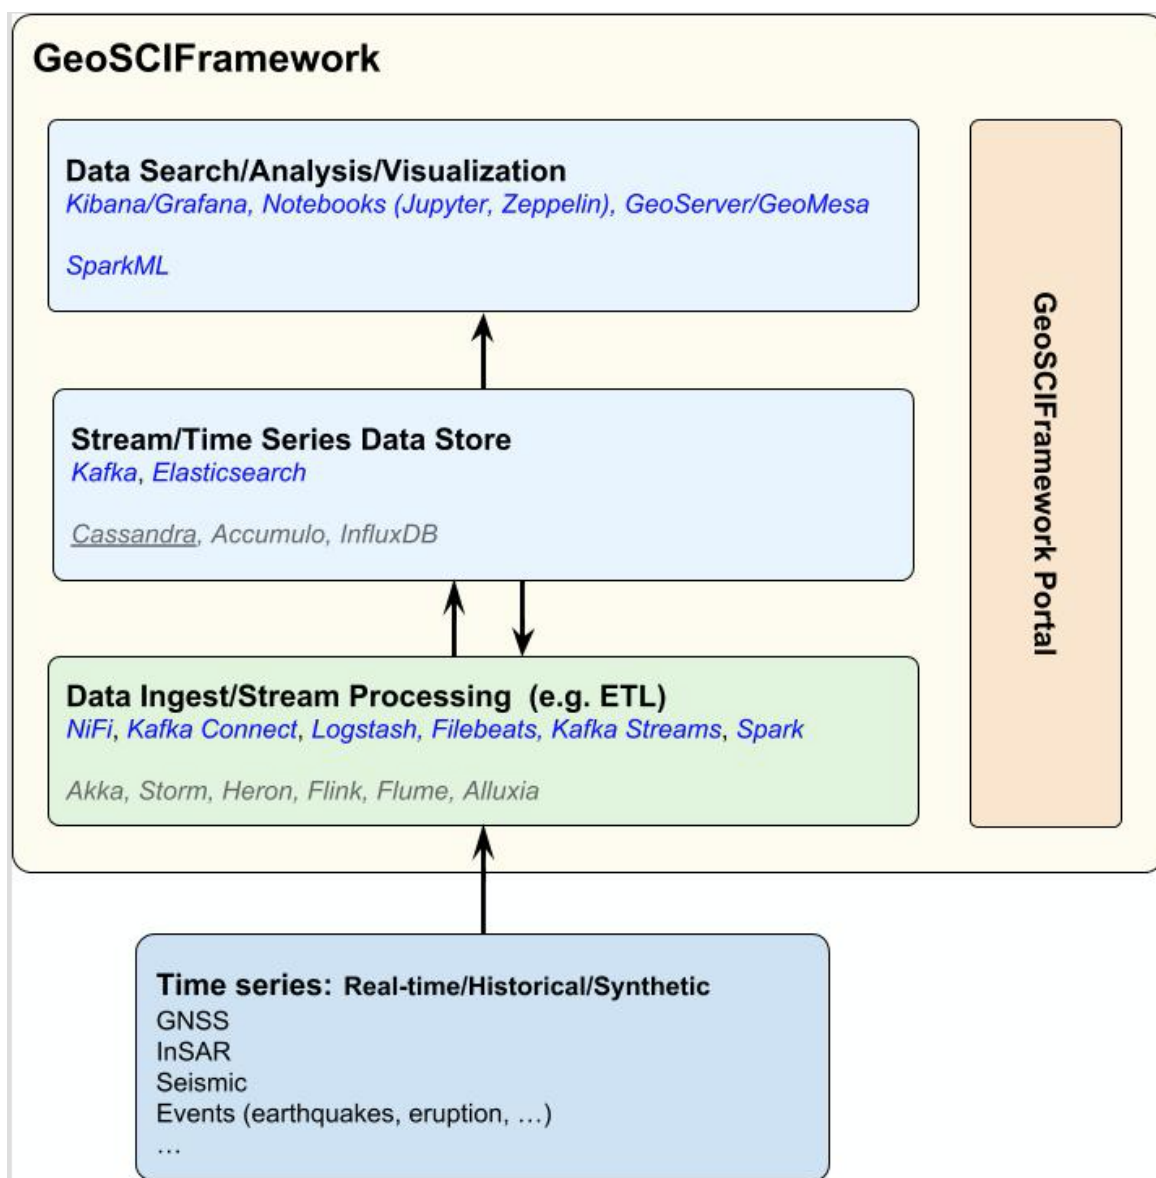 GeoSCIFramework
Data Search/Analysis/Visualization
Kibana/Grafana, Notebooks (Jupyter, Zeppelin), GeoServer/GeoMesa
SparkML
Stream/Time Series Data Store
Kafka, Elasticsearch
Cassandra, Accumulo, InfluxDB
Data Ingest/Stream Processing (e.g. ETL)
NiFi, Kafka Connect, Logstash, Filebeats, Kafka Streams, Spark
Akka, Storm, Heron, Flink, Flume, Alluxia
GeoSCIFramework Portal
Time series: Real-time/Historical/Synthetic
GNSS
InSAR
Seismic
Events (earthquakes, eruption, …)
…